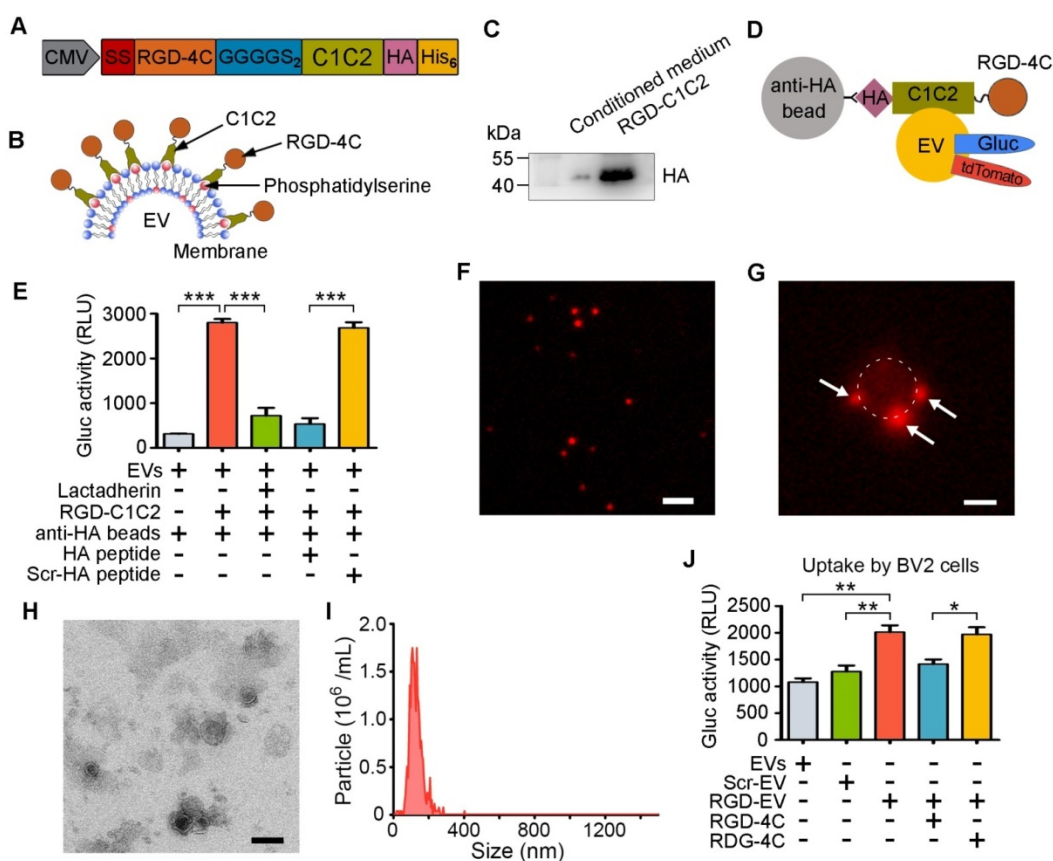 A
CMV SS RGD-4C GGGGS2 C1C2 HA His6
B
C1C2
RGD-4C
Phosphatidylserine
EV
Membrane
C
Conditioned medium
RGD-C1C2
kDa
55
40
HA
D
RGD-4C
anti-HA
bead
HA
C1C2
EV
Gluc
tdTomato
E
*** *** ***
Gluc activity (RLU)
3000
2000
1000
0
EVs + + + + +
Lactadherin - - + - -
RGD-C1C2 - + + + +
anti-HA beads + + + + +
HA peptide - - - + -
Scr-HA peptide - - - - +
F
G
H
I
Particle (10^6 /mL)
2.0
1.5
1.0
0.5
0
0 400 800 1200
Size (nm)
J
Uptake by BV2 cells
**
** *
Gluc activity (RLU)
2500
2000
1500
1000
500
0
EVs + - - - -
Scr-EV - + - - -
RGD-EV - - + + +
RGD-4C - - - + -
RDG-4C - - - - +